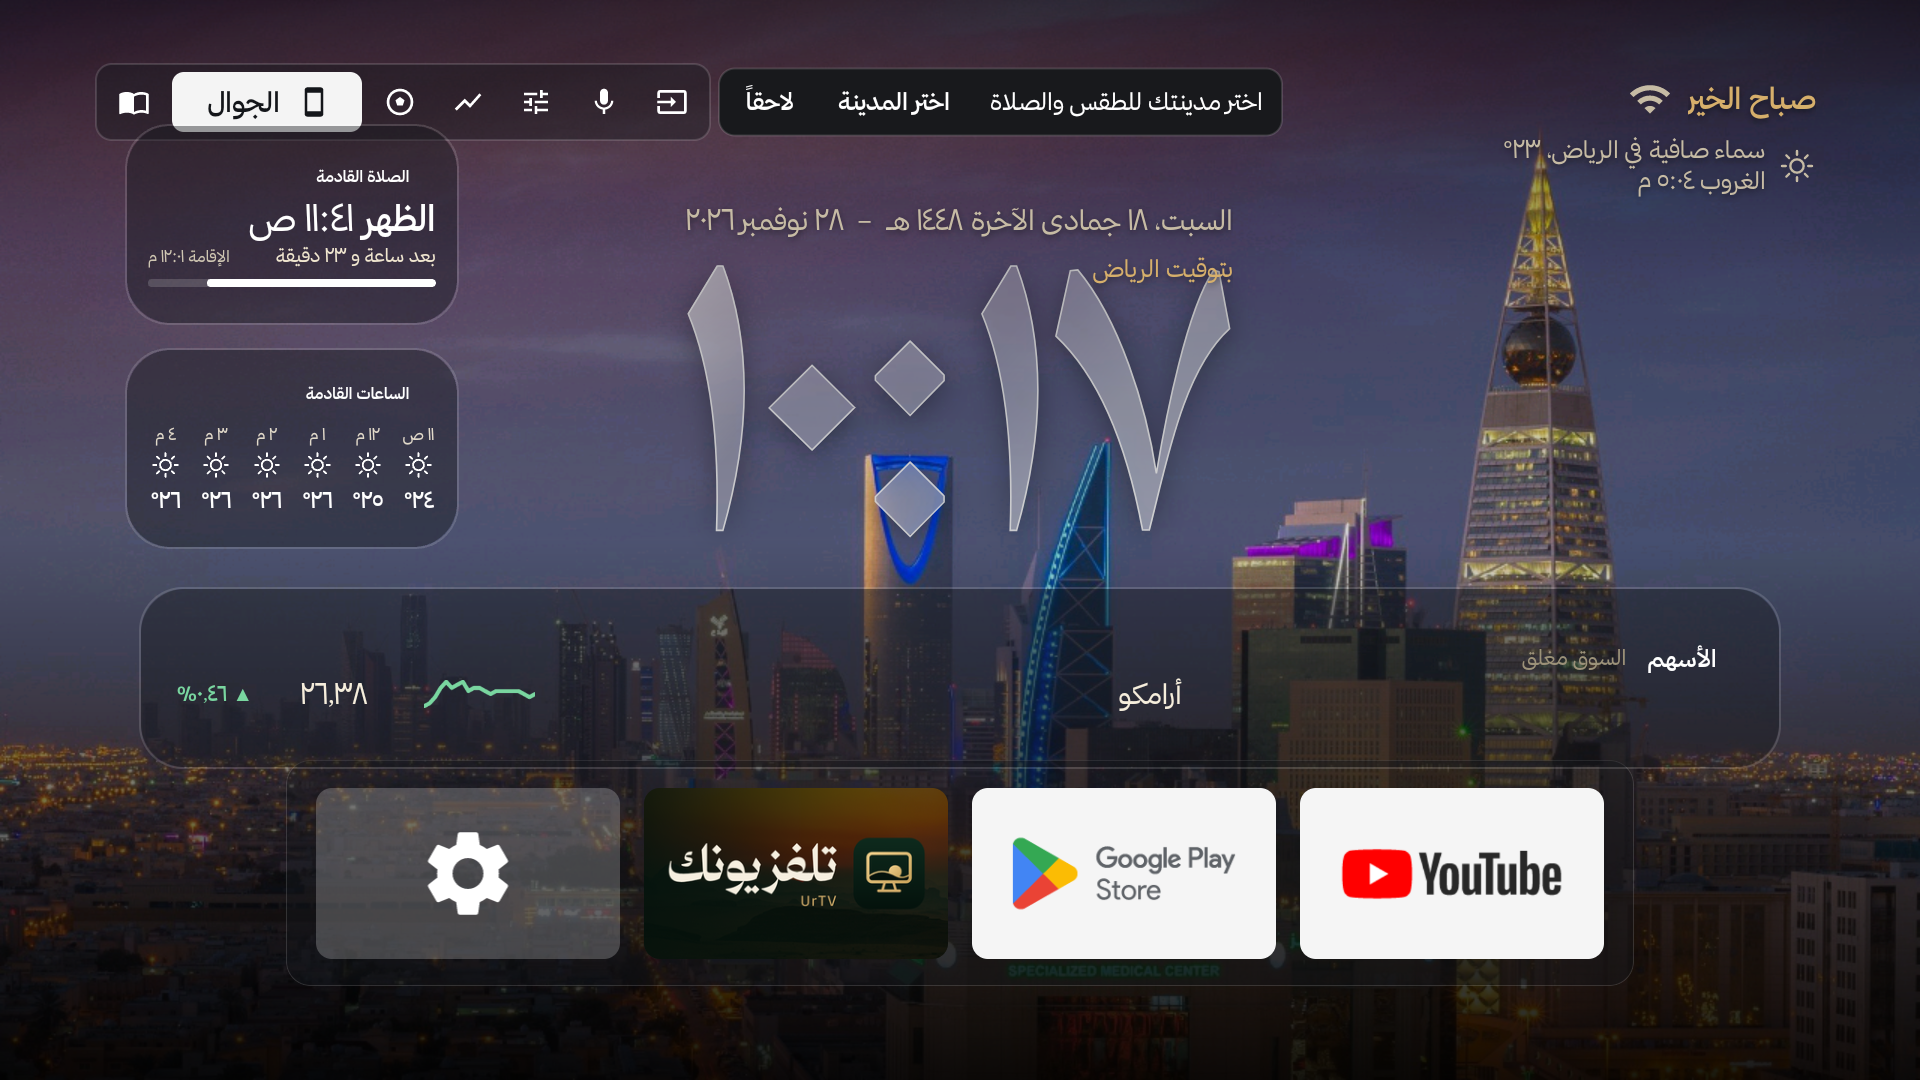 صباح الخير
سماء صافية في الرياض، ٢٣°
الغروب ٥:٠٤ م
اختر مدينتك للطقس والصلاة
اختر المدينة
لاحقاً
الجوال
السبت، ١٨ جمادى الآخرة ١٤٤٨ هـ – ٢٨ نوفمبر ٢٠٢٦
بتوقيت الرياض
١٠:١٧
الصلاة القادمة
الظهر ١١:٤١ ص
بعد ساعة و ٢٣ دقيقة
الإقامة ١٢:٠١ م
الساعات القادمة
١١ ص ١٢ م ١ م ٢ م ٣ م ٤ م
٢٤° ٢٥° ٢٦° ٢٦° ٢٦° ٢٦°
الأسهم
السوق مغلق
أرامكو
٢٦,٣٨
▲ ٠,٤٦%
YouTube
Google Play
Store
تلفزيونك
UrTV
SPECIALIZED MEDICAL CENTER